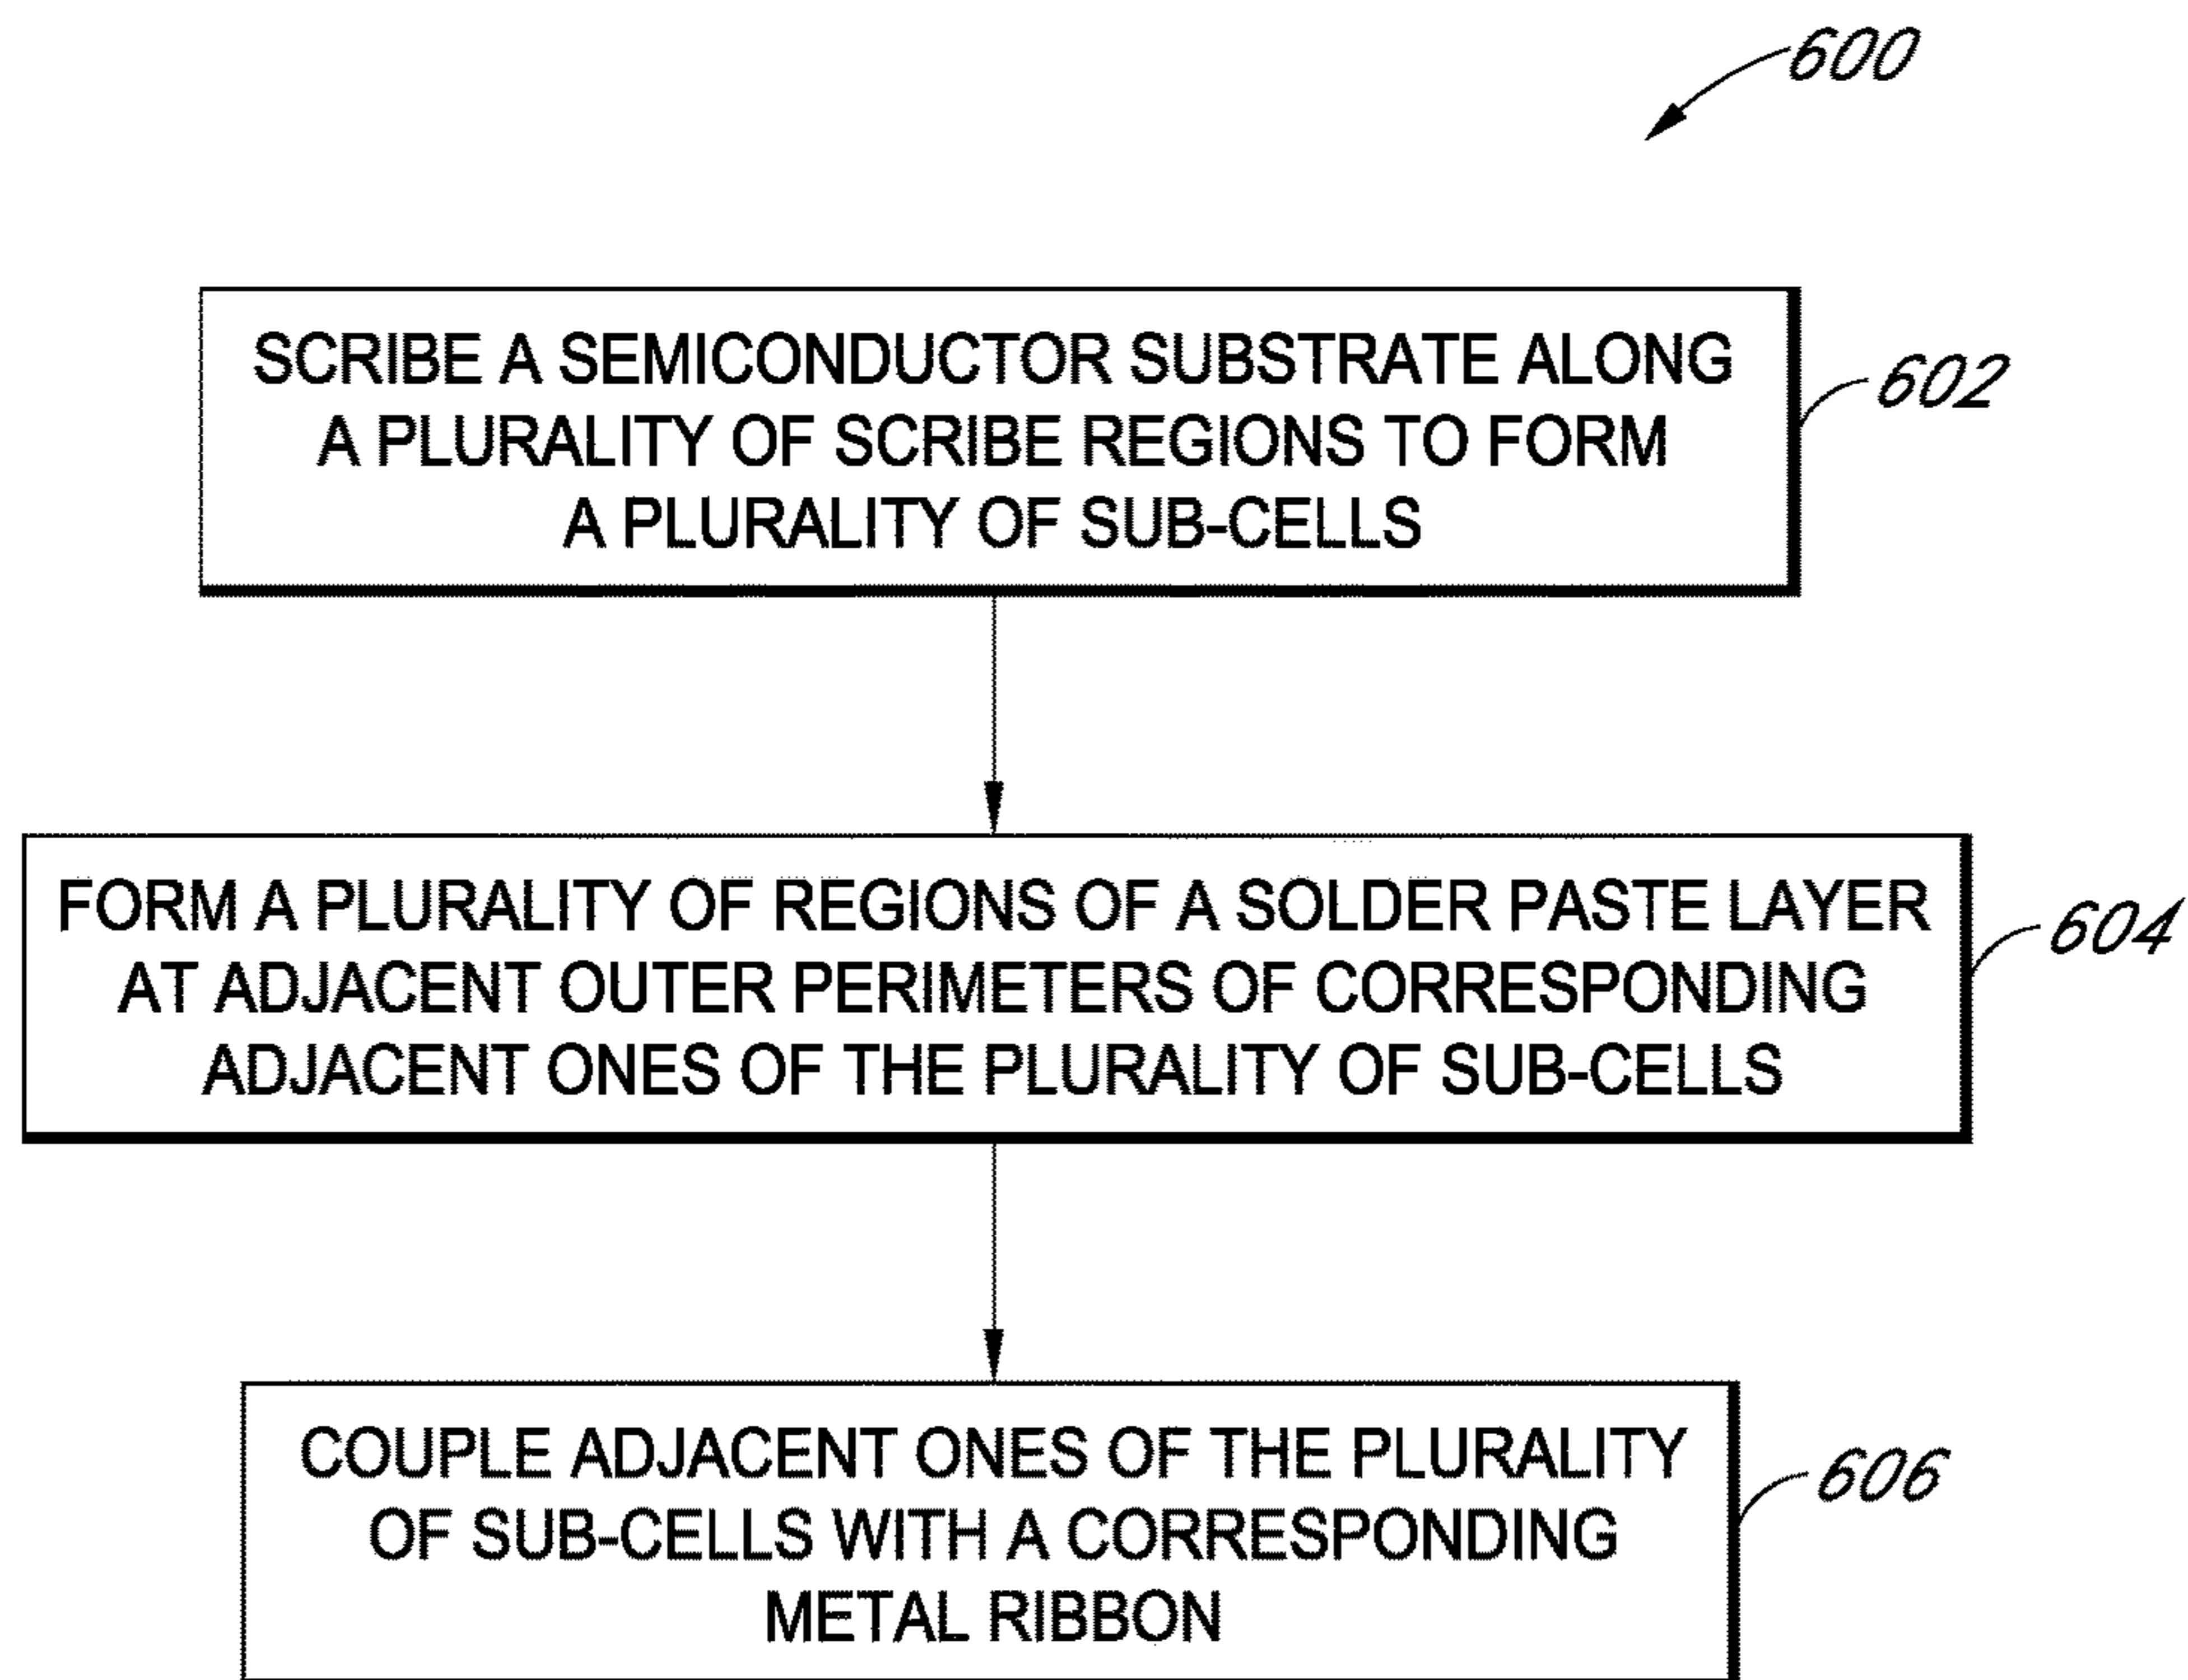 600
SCRIBE A SEMICONDUCTOR SUBSTRATE ALONG
A PLURALITY OF SCRIBE REGIONS TO FORM
A PLURALITY OF SUB-CELLS
602
FORM A PLURALITY OF REGIONS OF A SOLDER PASTE LAYER
AT ADJACENT OUTER PERIMETERS OF CORRESPONDING
ADJACENT ONES OF THE PLURALITY OF SUB-CELLS
604
COUPLE ADJACENT ONES OF THE PLURALITY
OF SUB-CELLS WITH A CORRESPONDING
METAL RIBBON
606